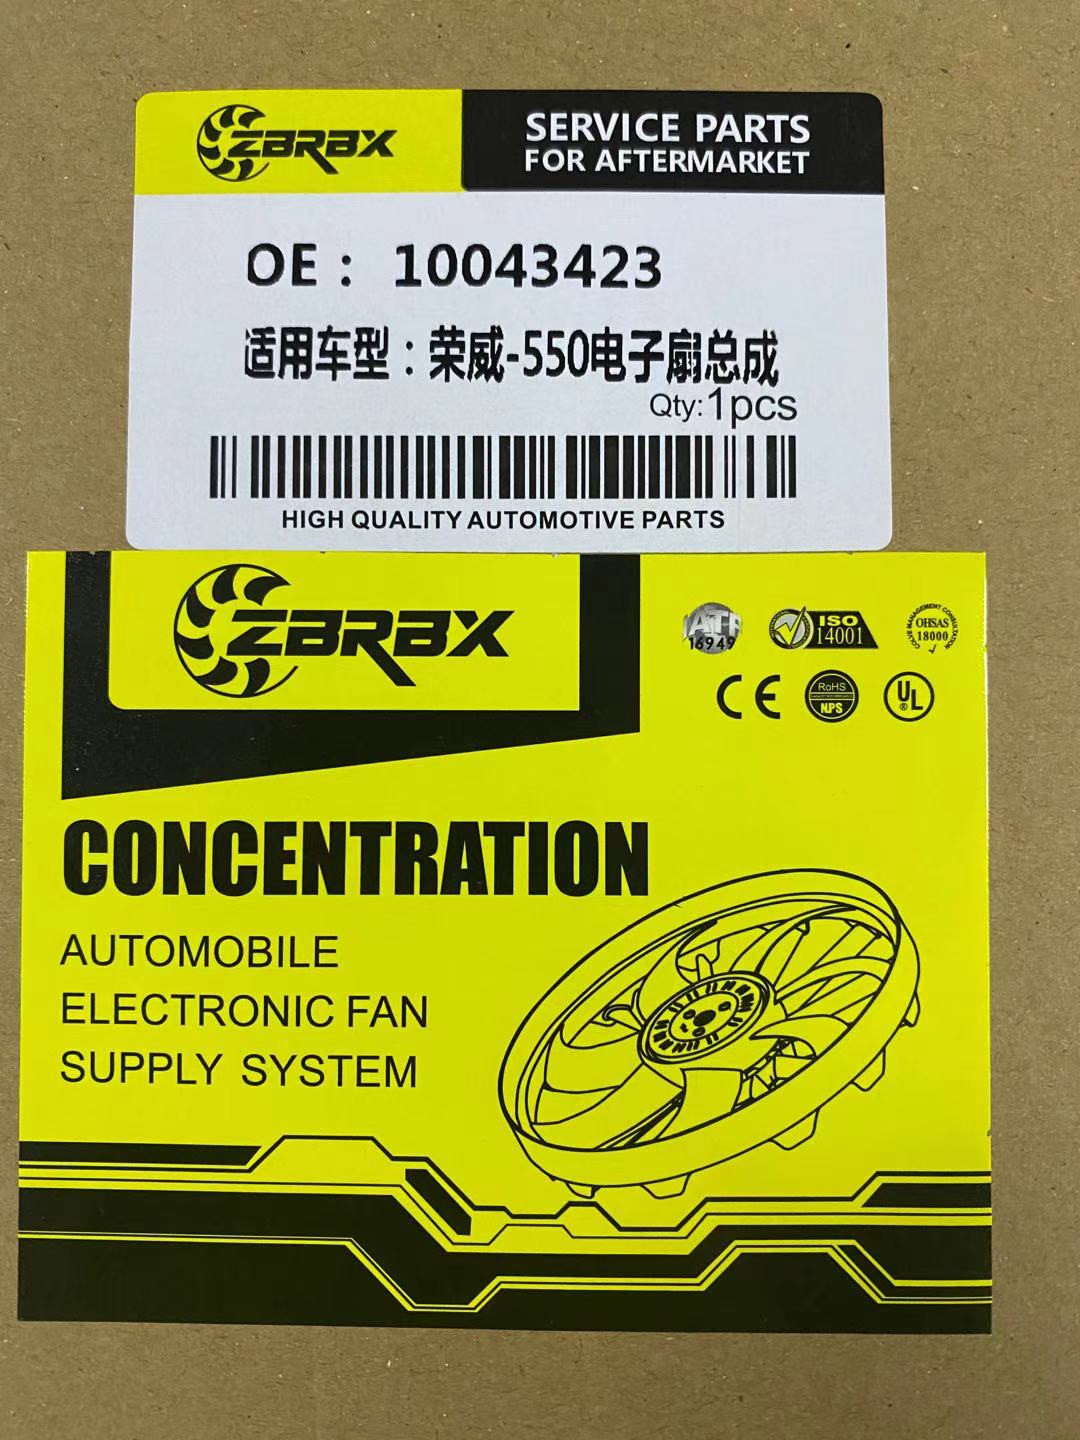 ZBRBX
SERVICE PARTS
FOR AFTERMARKET
OE： 10043423
适用车型：荣威-550电子扇总成
Qty:1pcs
HIGH QUALITY AUTOMOTIVE PARTS
ZBRBX
IATF
16949
ISO
14001
OHSAS
18000
CE
RoHS
NPS
UL
®
CONCENTRATION
AUTOMOBILE
ELECTRONIC FAN
SUPPLY SYSTEM